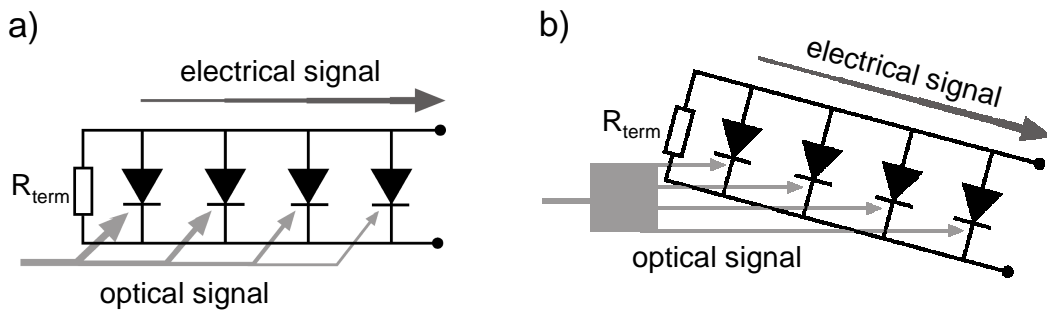 a)
electrical signal
Rterm
optical signal
b)
electrical signal
Rterm
optical signal